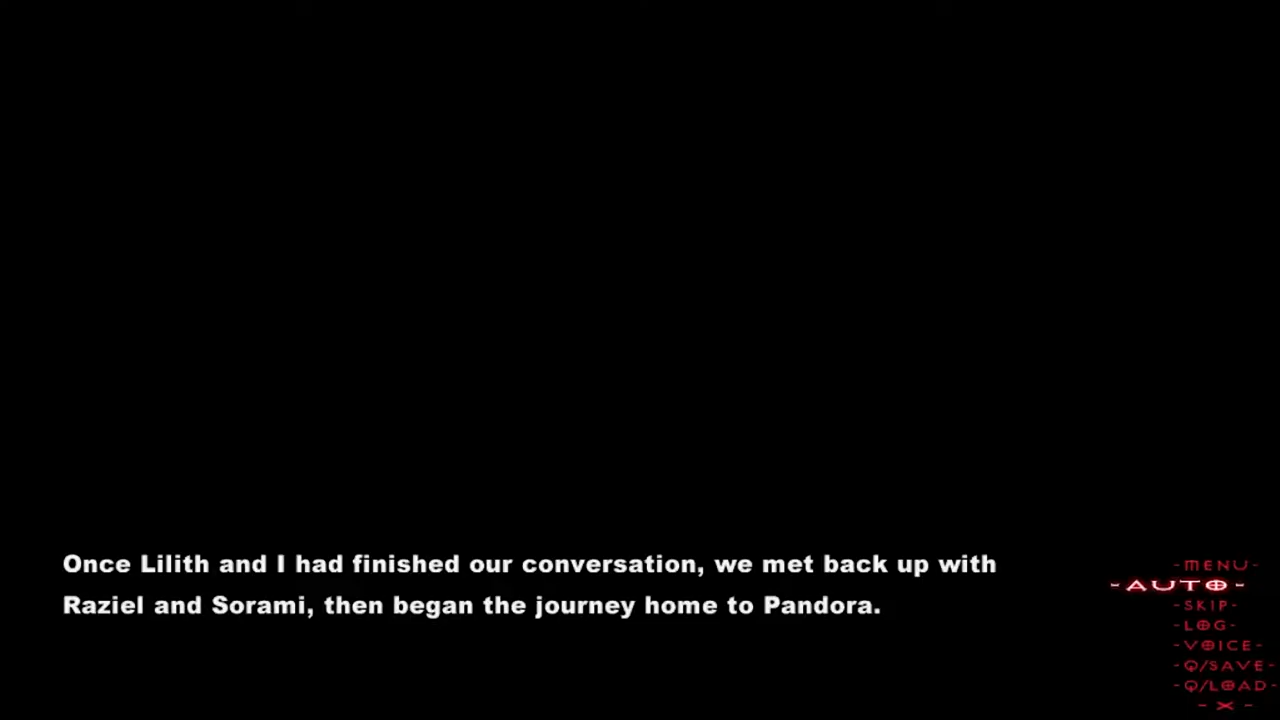 Once Lilith and I had finished our conversation, we met back up with
Raziel and Sorami, then began the journey home to Pandora.
-MENU-
-AUTO-
-SKIP-
-LOG-
-VOICE-
-Q/SAVE-
-Q/LOAD-
-X-